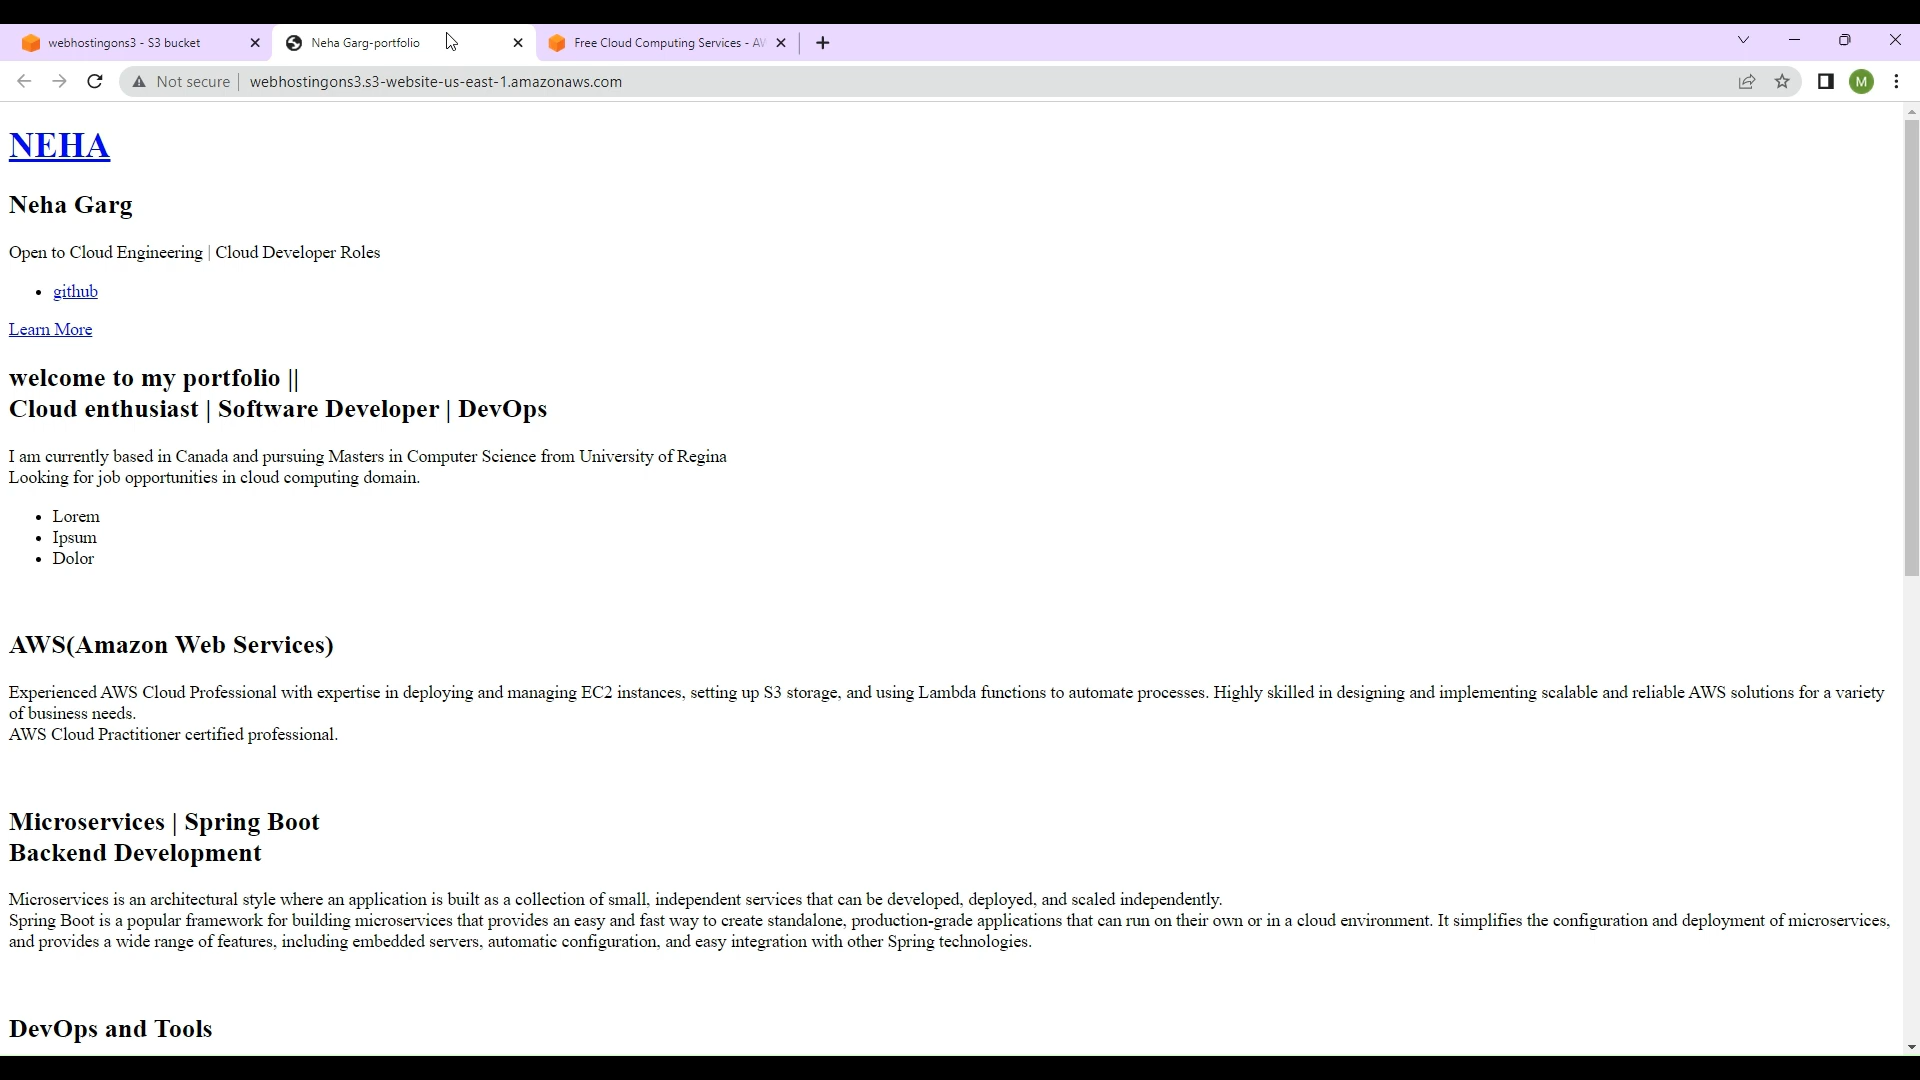 webhostingons3 - S3 bucket
Neha Garg-portfolio
Free Cloud Computing Services - AW
Not secure
webhostingons3.s3-website-us-east-1.amazonaws.com
M
NEHA
Neha Garg
Open to Cloud Engineering | Cloud Developer Roles
github
Learn More
welcome to my portfolio ||
Cloud enthusiast | Software Developer | DevOps
I am currently based in Canada and pursuing Masters in Computer Science from University of Regina
Looking for job opportunities in cloud computing domain.
Lorem
Ipsum
Dolor
AWS(Amazon Web Services)
Experienced AWS Cloud Professional with expertise in deploying and managing EC2 instances, setting up S3 storage, and using Lambda functions to automate processes. Highly skilled in designing and implementing scalable and reliable AWS solutions for a variety
of business needs.
AWS Cloud Practitioner certified professional.
Microservices | Spring Boot
Backend Development
Microservices is an architectural style where an application is built as a collection of small, independent services that can be developed, deployed, and scaled independently.
Spring Boot is a popular framework for building microservices that provides an easy and fast way to create standalone, production-grade applications that can run on their own or in a cloud environment. It simplifies the configuration and deployment of microservices,
and provides a wide range of features, including embedded servers, automatic configuration, and easy integration with other Spring technologies.
DevOps and Tools